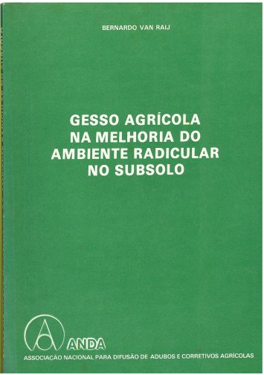 BERNARDO VAN RAIJ
GESSO AGRÍCOLA
NA MELHORIA DO
AMBIENTE RADICULAR
NO SUBSOLO
ANDA
ASSOCIAÇÃO NACIONAL PARA DIFUSÃO DE ADUBOS E CORRETIVOS AGRÍCOLAS